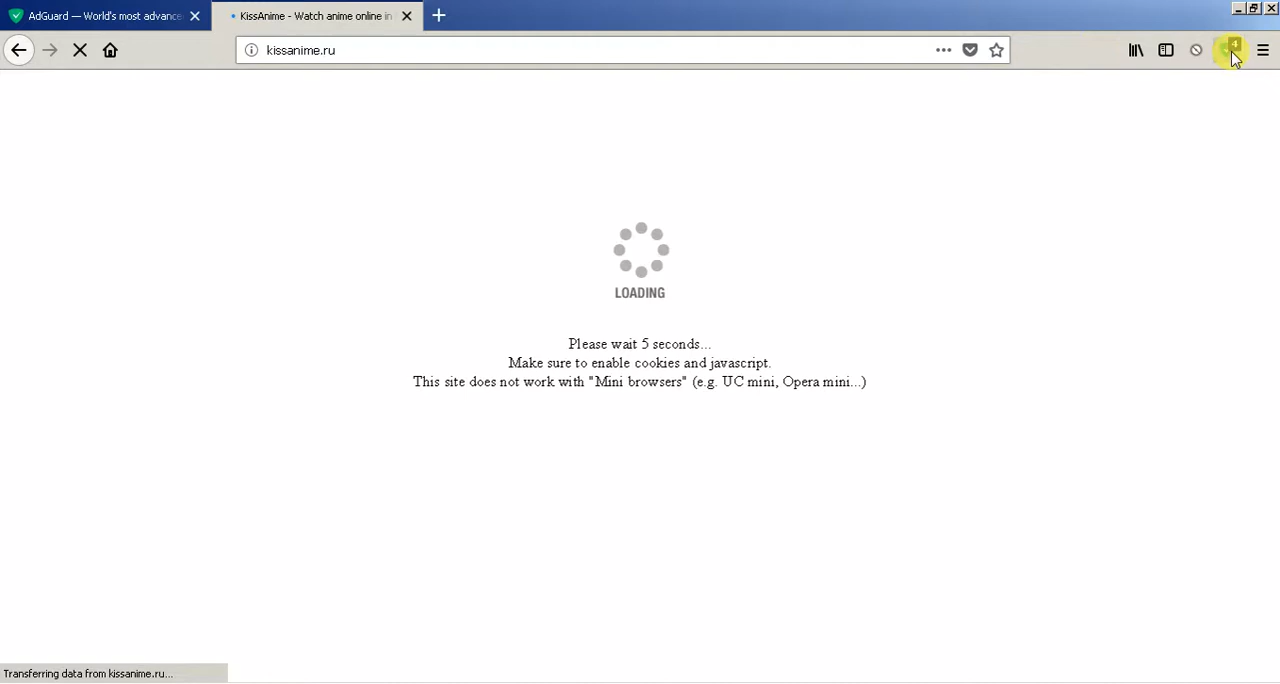 AdGuard — World's most advance
KissAnime - Watch anime online in
kissanime.ru
4
LOADING
Please wait 5 seconds...
Make sure to enable cookies and javascript.
This site does not work with "Mini browsers" (e.g. UC mini, Opera mini...)
Transferring data from kissanime.ru...